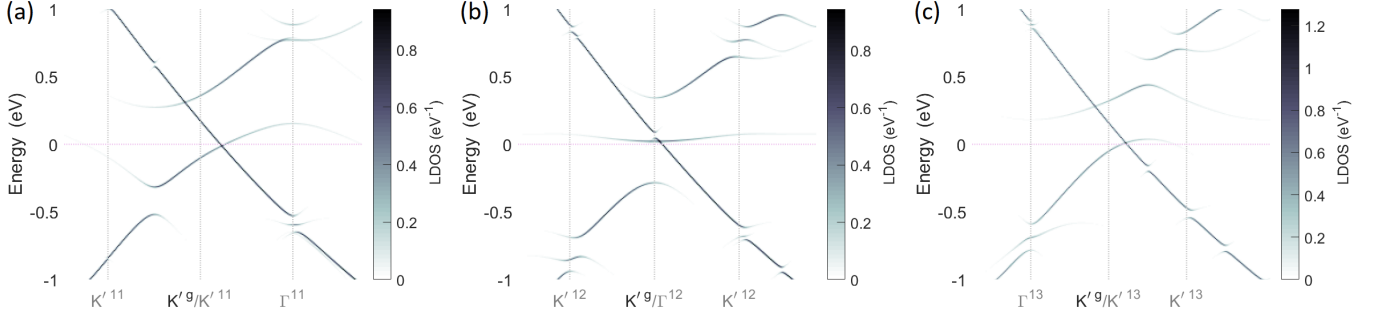 (a)
1
0.5
0
-0.5
-1
Energy (eV)
K′ 11
K′ g/K′ 11
Γ11
0.8
0.6
0.4
0.2
0
LDOS (eV-1)
(b)
1
0.5
0
-0.5
-1
Energy (eV)
K′ 12
K′ g/Γ12
K′ 12
0.8
0.6
0.4
0.2
0
LDOS (eV-1)
(c)
1
0.5
0
-0.5
-1
Energy (eV)
Γ13
K′ g/K′ 13
K′ 13
1.2
1
0.8
0.6
0.4
0.2
0
LDOS (eV-1)